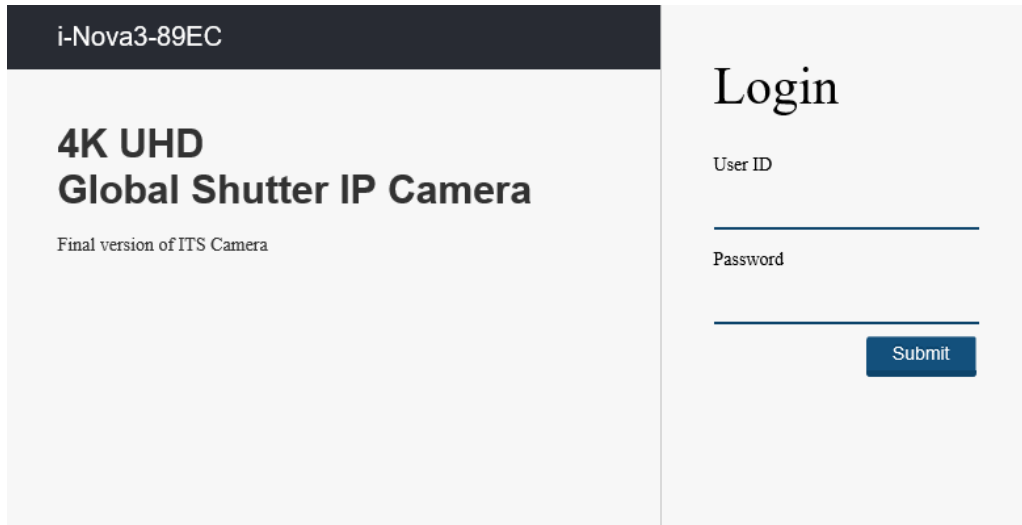 i-Nova3-89EC
4K UHD
Global Shutter IP Camera
Final version of ITS Camera
Login
User ID
Password
Submit